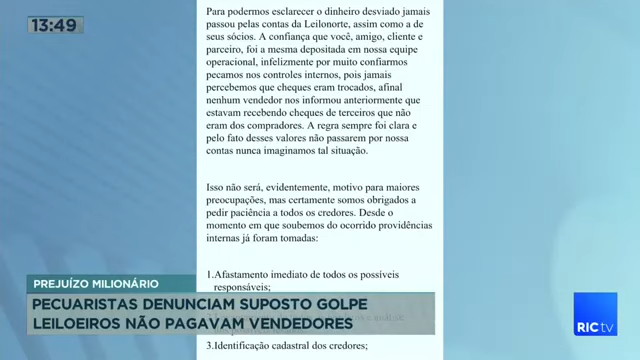 13:49
Para podermos esclarecer o dinheiro desviado jamais
passou pelas contas da Leilonorte, assim como a de
seus sócios. A confiança que você, amigo, cliente e
parceiro, foi a mesma depositada em nossa equipe
operacional, infelizmente por muito confiarmos
pecamos nos controles internos, pois jamais
percebemos que cheques eram trocados, afinal
nenhum vendedor nos informou anteriormente que
estavam recebendo cheques de terceiros que não
eram dos compradores. A regra sempre foi clara e
pelo fato desses valores não passarem por nossa
contas nunca imaginamos tal situação.
Isso não será, evidentemente, motivo para maiores
preocupações, mas certamente somos obrigados a
pedir paciência a todos os credores. Desde o
momento em que soubemos do ocorrido providências
internas já foram tomadas:
1.Afastamento imediato de todos os possíveis
responsáveis;
3.Identificação cadastral dos credores;
PREJUÍZO MILIONÁRIO
PECUARISTAS DENUNCIAM SUPOSTO GOLPE
LEILOEIROS NÃO PAGAVAM VENDEDORES
RIC tv